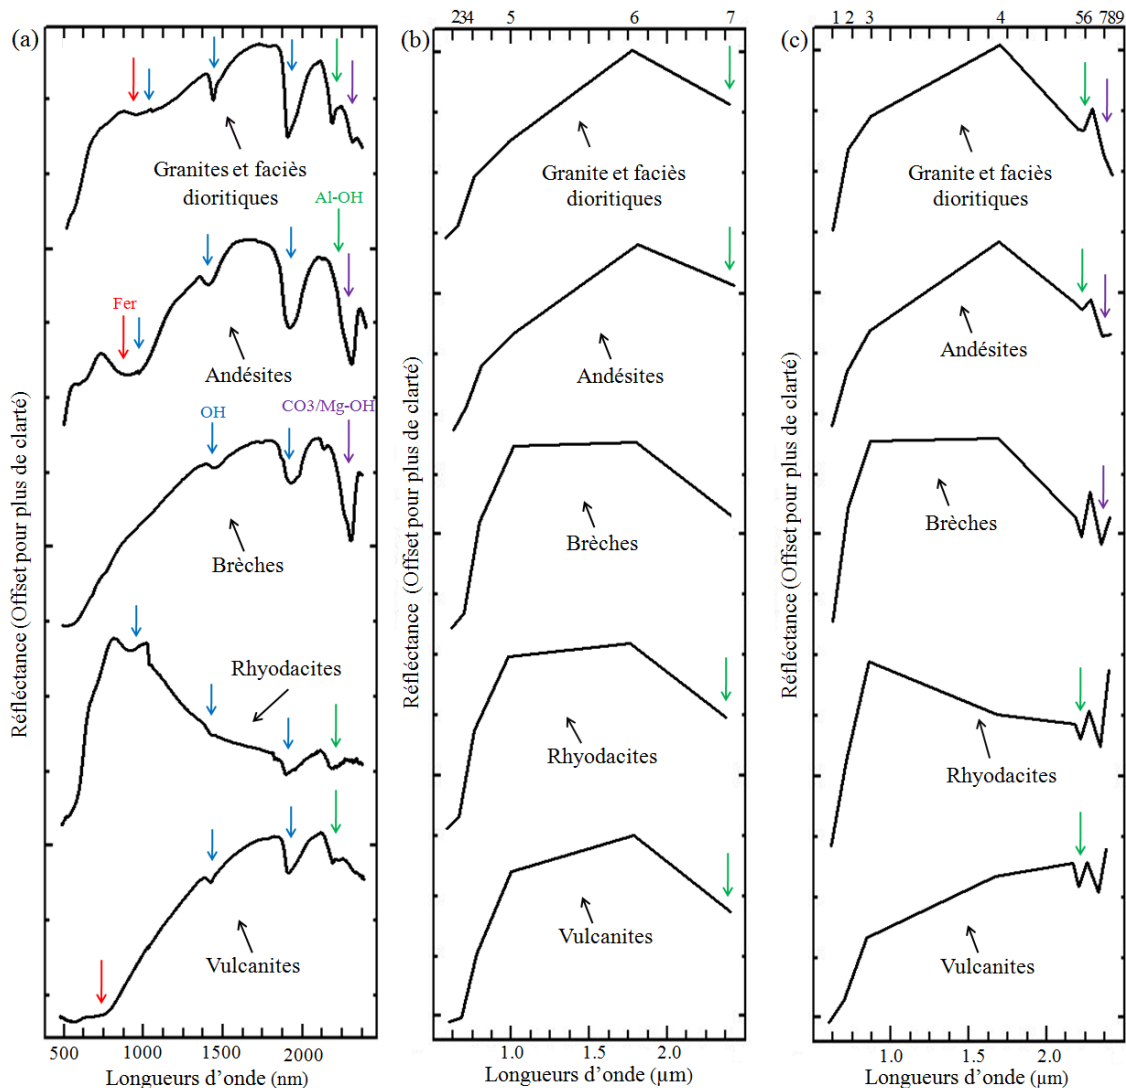 (a)
Granites et faciès
dioritiques
Al-OH
Fer
Andésites
OH
CO3/Mg-OH
Brèches
Rhyodacites
Vulcanites
Réfléctance (Offset pour plus de clarté)
500 1000 1500 2000
Longueurs d'onde (nm)
234 5 6 7
(b)
Granite et faciès
dioritiques
Andésites
Brèches
Rhyodacites
Vulcanites
Réfléctance (Offset pour plus de clarté)
1.0 1.5 2.0
Longueurs d'onde (µm)
1 2 3 4 56 789
(c)
Granite et faciès
dioritiques
Andésites
Brèches
Rhyodacites
Vulcanites
Réfléctance (Offset pour plus de clarté)
1.0 1.5 2.0
Longueurs d'onde (µm)